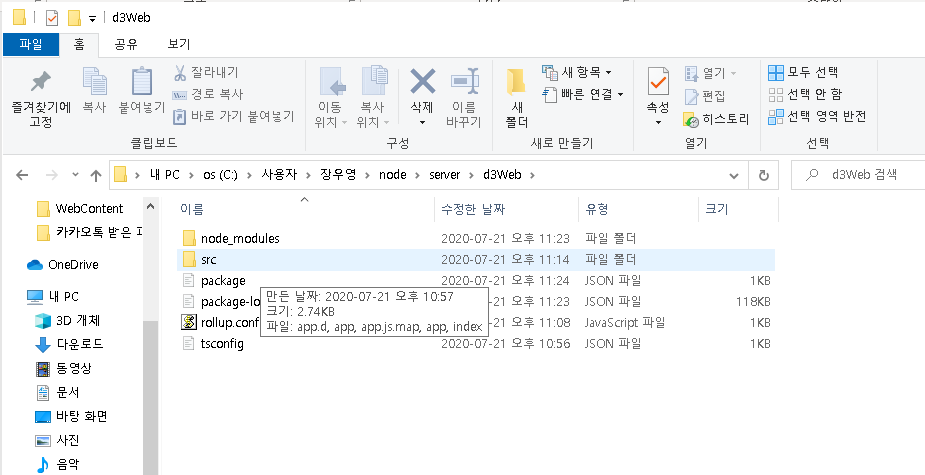 d3Web
파일 홈 공유 보기
즐겨찾기에 고정
복사
붙여넣기
잘라내기
경로 복사
바로 가기 붙여넣기
클립보드
이동 위치
복사 위치
삭제
이름 바꾸기
구성
새 폴더
새 항목
빠른 연결
새로 만들기
속성
열기
편집
히스토리
열기
모두 선택
선택 안 함
선택 영역 반전
선택
내 PC > os (C:) > 사용자 > 장우영 > node > server > d3Web >
d3Web 검색
WebContent
카카오톡 받은 파
OneDrive
내 PC
3D 개체
다운로드
동영상
문서
바탕 화면
사진
음악
이름 수정한 날짜 유형 크기
node_modules 2020-07-21 오후 11:23 파일 폴더
src 2020-07-21 오후 11:14 파일 폴더
package 2020-07-21 오후 11:24 JSON 파일 1KB
package-lo 2020-07-21 오후 11:23 JSON 파일 118KB
rollup.conf 2020-07-21 오후 11:08 JavaScript 파일 1KB
tsconfig 2020-07-21 오후 10:56 JSON 파일 1KB
만든 날짜: 2020-07-21 오후 10:57
크기: 2.74KB
파일: app.d, app, app.js.map, app, index